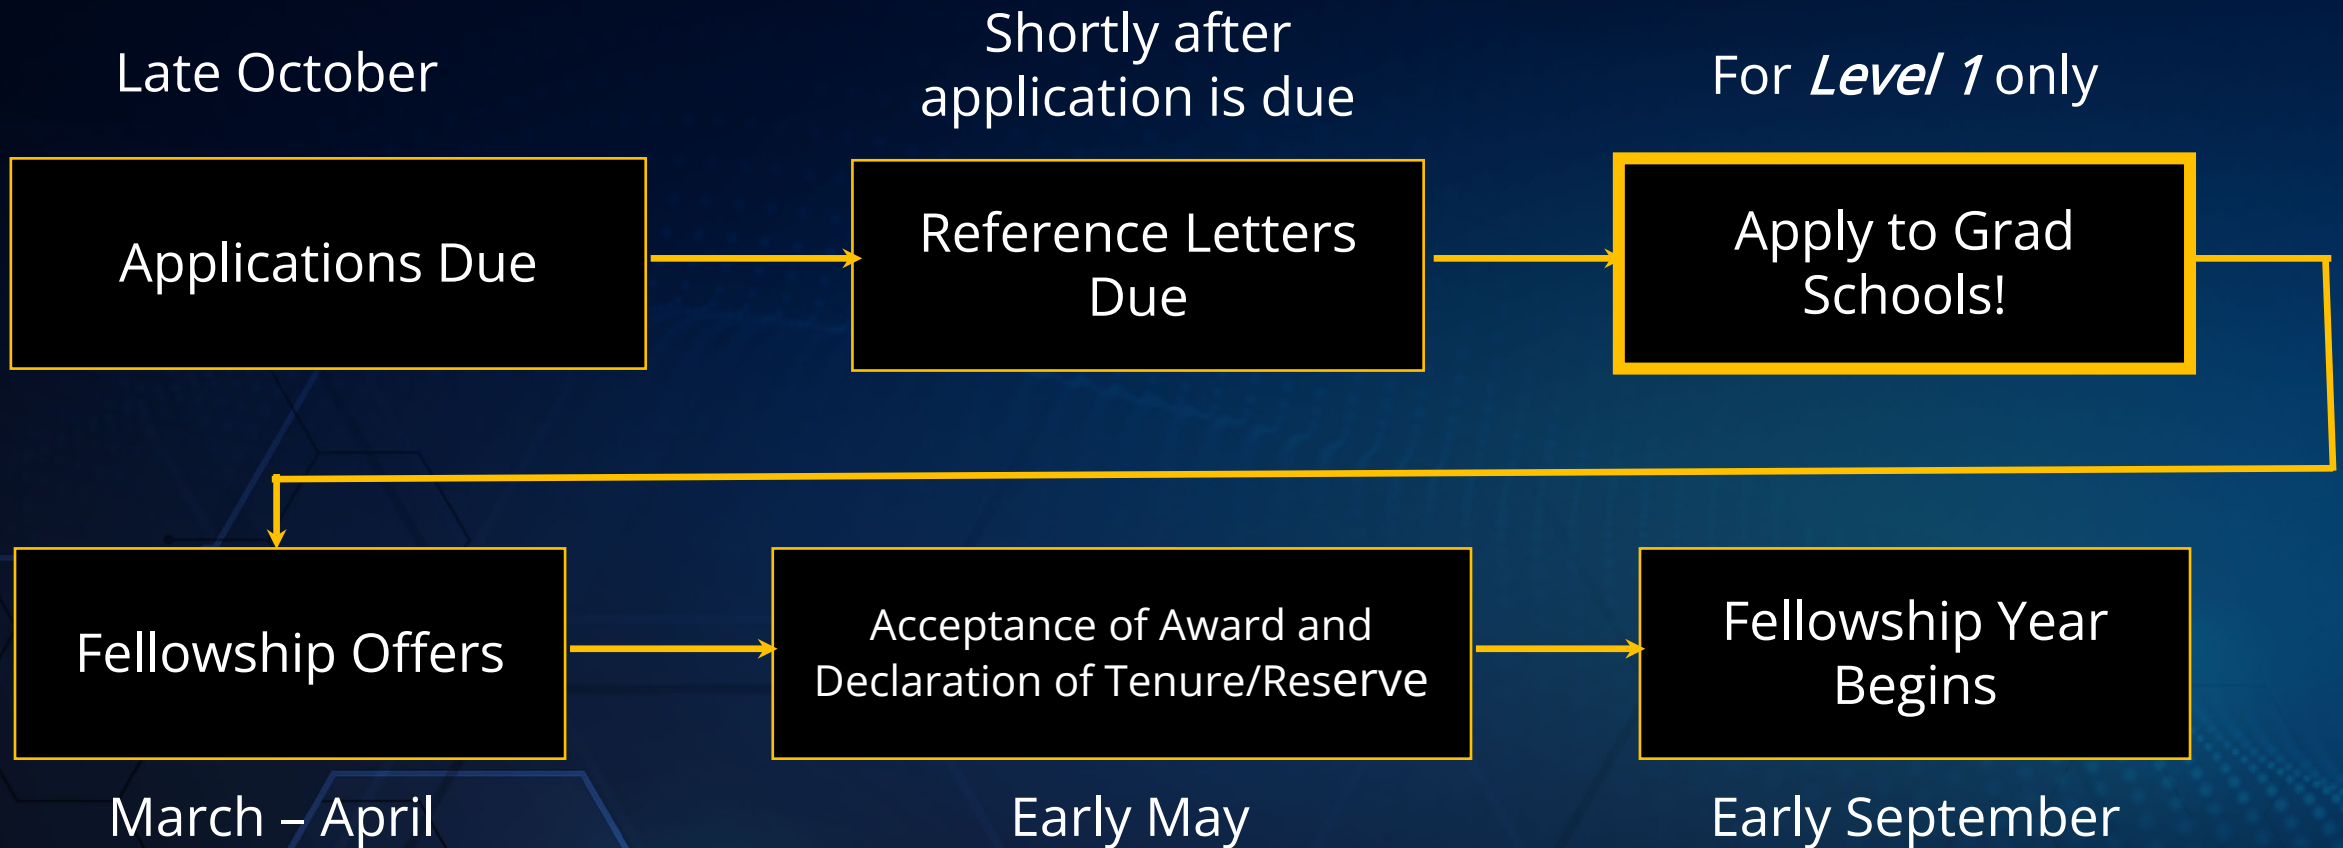 Late October
Shortly after
application is due
For Level 1 only
Applications Due
Reference Letters
Due
Apply to Grad
Schools!
Fellowship Offers
Acceptance of Award and
Declaration of Tenure/Reserve
Fellowship Year
Begins
March – April
Early May
Early September